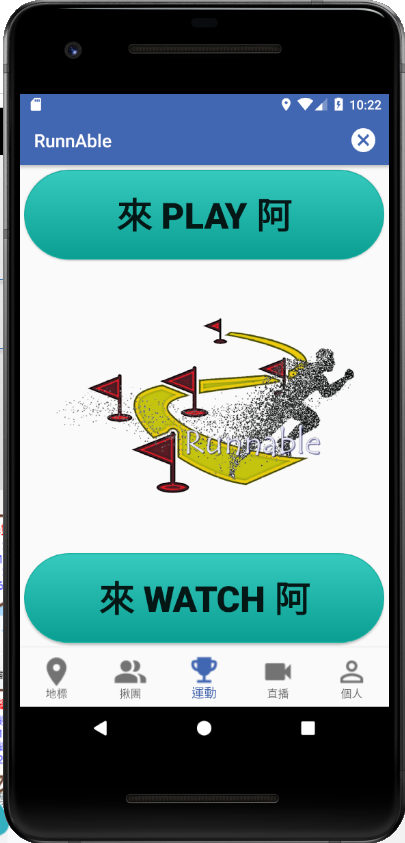 10:22
RunnAble
來 PLAY 阿
Runnable
來 WATCH 阿
地標
揪團
運動
直播
個人